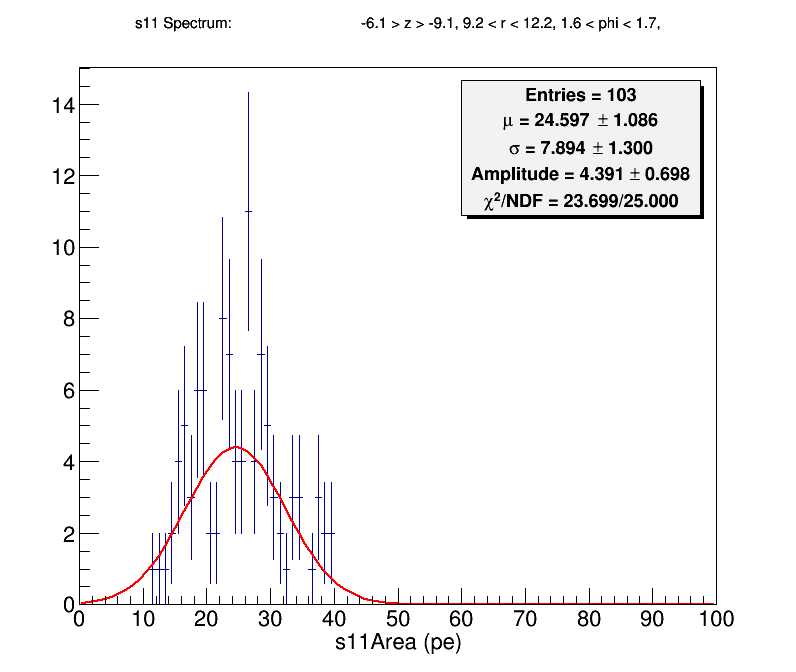 s11 Spectrum: -6.1 > z > -9.1, 9.2 < r < 12.2, 1.6 < phi < 1.7,
Entries = 103
μ = 24.597 ± 1.086
σ = 7.894 ± 1.300
Amplitude = 4.391 ± 0.698
χ²/NDF = 23.699/25.000
14
12
10
8
6
4
2
0
0 10 20 30 40 50 60 70 80 90 100
s11Area (pe)